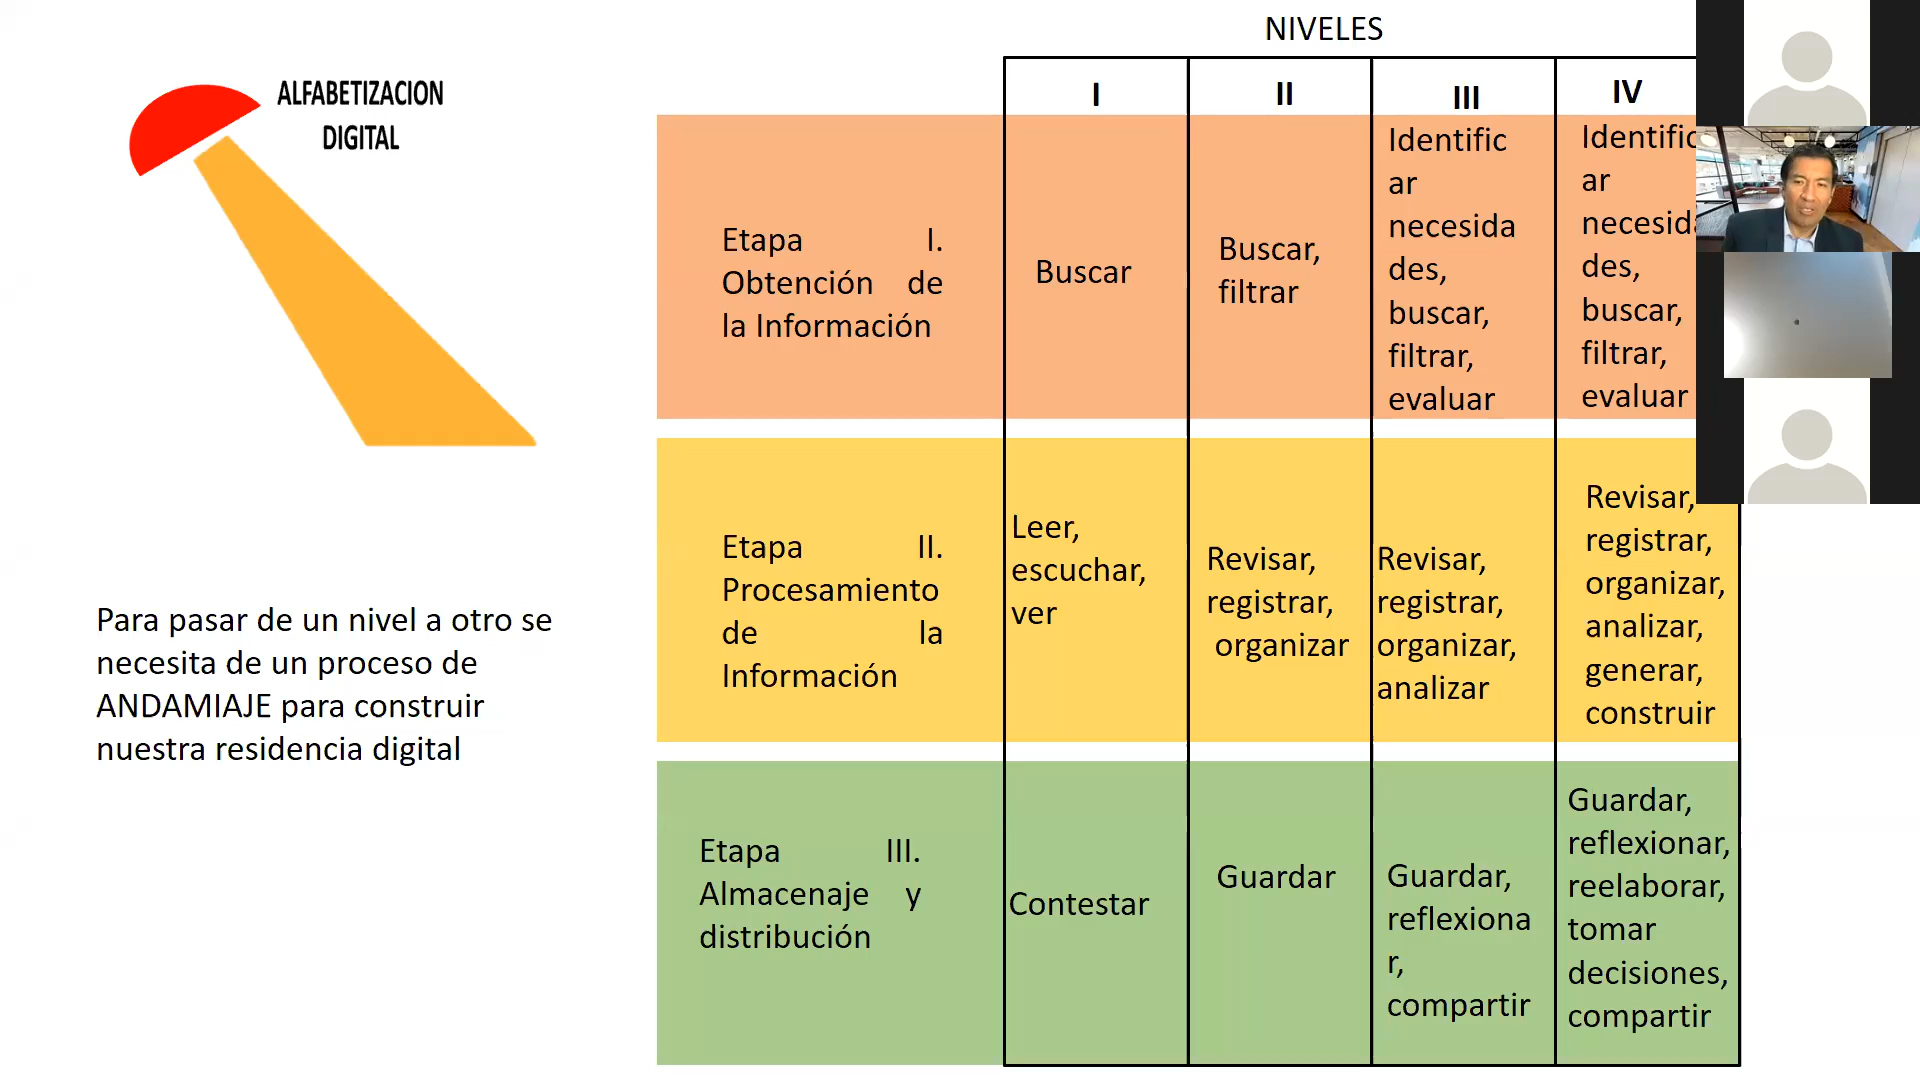 NIVELES
ALFABETIZACION
DIGITAL
I
II
III
IV
Etapa I.
Obtención de
la Información
Buscar
Buscar,
filtrar
Identific
ar
necesida
des,
buscar,
filtrar,
evaluar
Identific
ar
necesida
des,
buscar,
filtrar,
evaluar
Etapa II.
Procesamiento
de la
Información
Leer,
escuchar,
ver
Revisar,
registrar,
organizar
Revisar,
registrar,
organizar,
analizar
Revisar,
registrar,
organizar,
analizar,
generar,
construir
Para pasar de un nivel a otro se
necesita de un proceso de
ANDAMIAJE para construir
nuestra residencia digital
Etapa III.
Almacenaje y
distribución
Contestar
Guardar
Guardar,
reflexiona
r,
compartir
Guardar,
reflexionar,
reelaborar,
tomar
decisiones,
compartir